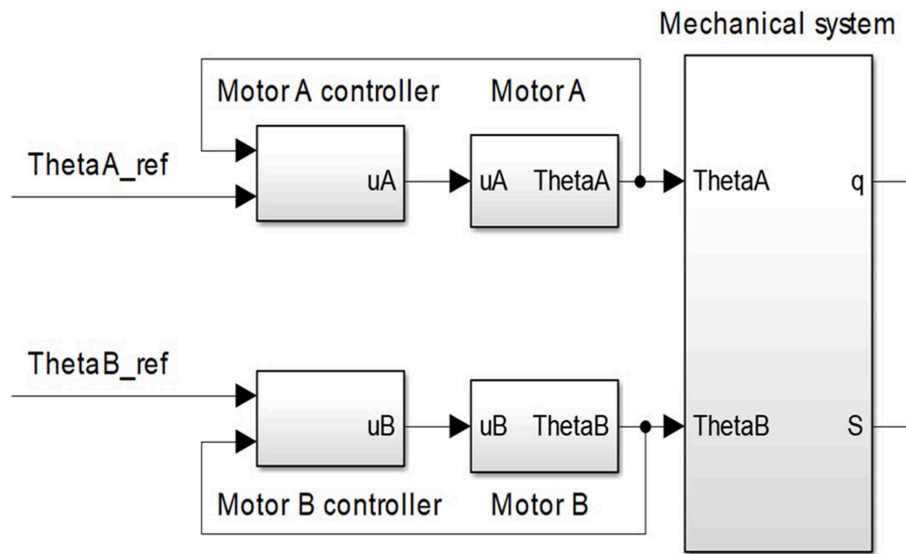 Mechanical system
Motor A controller
Motor A
ThetaA_ref
uA
uA
ThetaA
ThetaA
q
ThetaB_ref
uB
uB
ThetaB
ThetaB
S
Motor B controller
Motor B